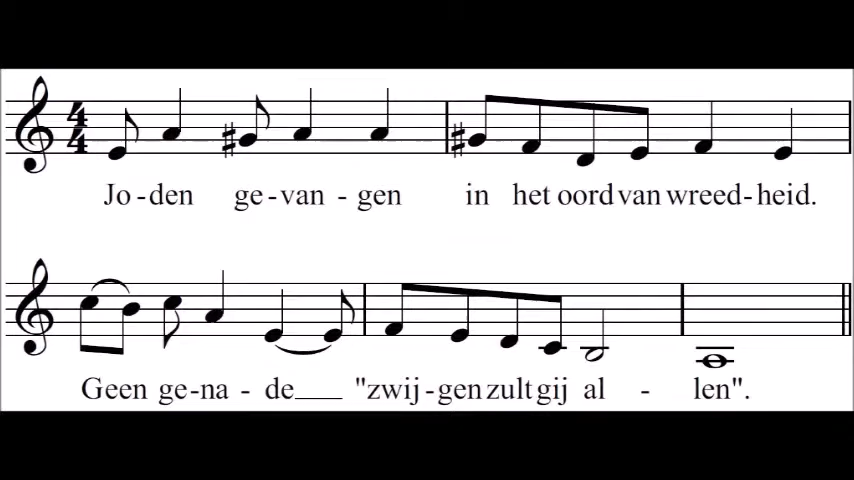 Jo-den ge-van-gen in het oord van wreed-heid.
Geen ge-na-de___ "zwij-gen zult gij al-len".